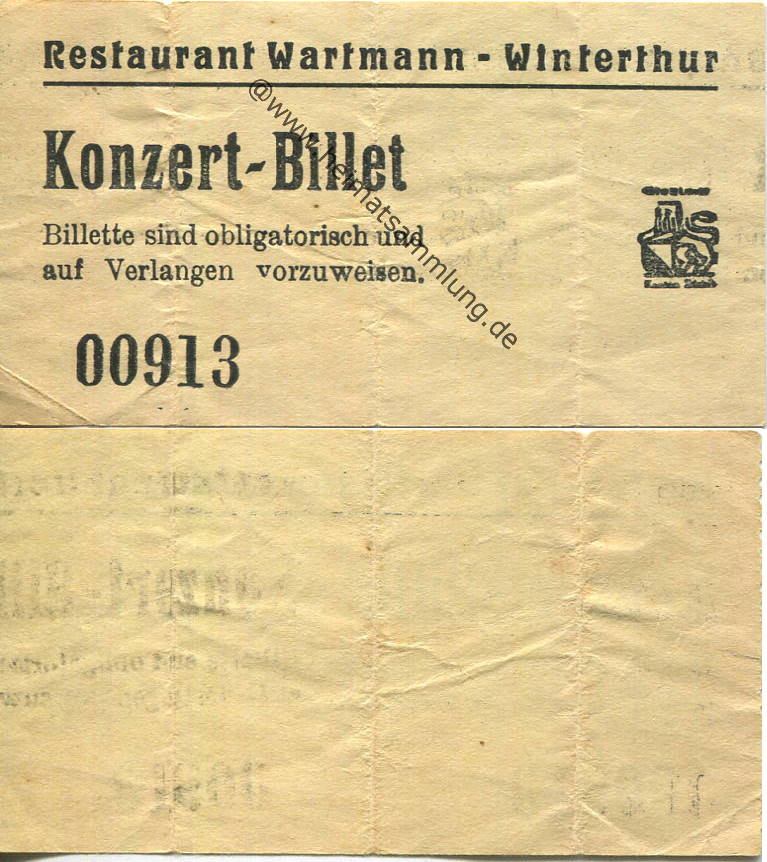 Restaurant Wartmann - Winterthur
Konzert-Billet
Billette sind obligatorisch und
auf Verlangen vorzuweisen.
00913
@www.heimatsammlung.de